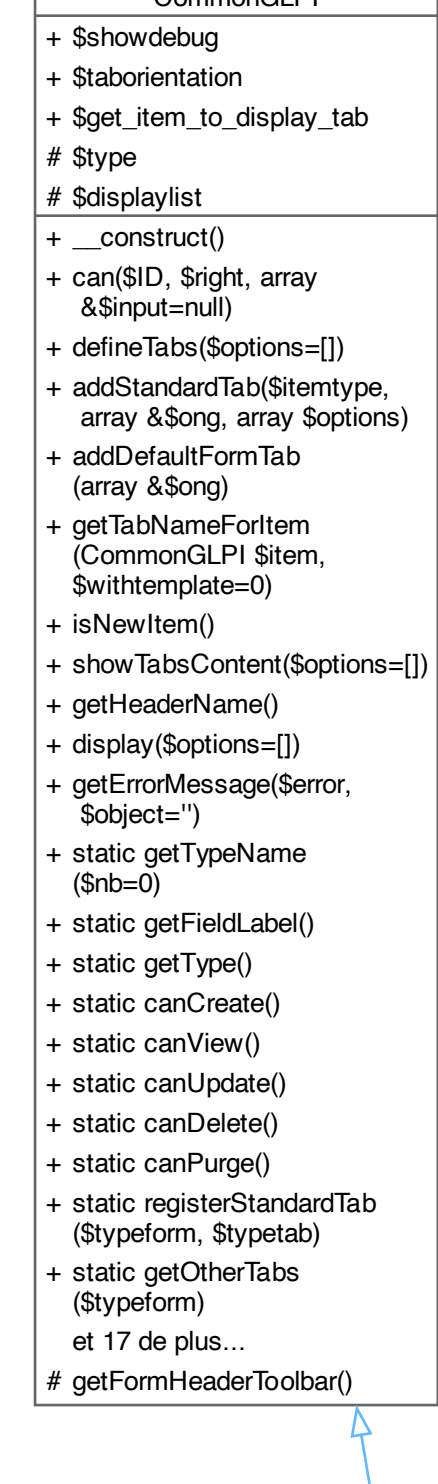 CommonGLPI
+ $showdebug
+ $taborientation
+ $get_item_to_display_tab
# $type
# $displaylist
+ __construct()
+ can($ID, $right, array
&$input=null)
+ defineTabs($options=[])
+ addStandardTab($itemtype,
array &$ong, array $options)
+ addDefaultFormTab
(array &$ong)
+ getTabNameForItem
(CommonGLPI $item,
$withtemplate=0)
+ isNewItem()
+ showTabsContent($options=[])
+ getHeaderName()
+ display($options=[])
+ getErrorMessage($error,
$object='')
+ static getTypeName
($nb=0)
+ static getFieldLabel()
+ static getType()
+ static canCreate()
+ static canView()
+ static canUpdate()
+ static canDelete()
+ static canPurge()
+ static registerStandardTab
($typeform, $typetab)
+ static getOtherTabs
($typeform)
et 17 de plus...
# getFormHeaderToolbar()